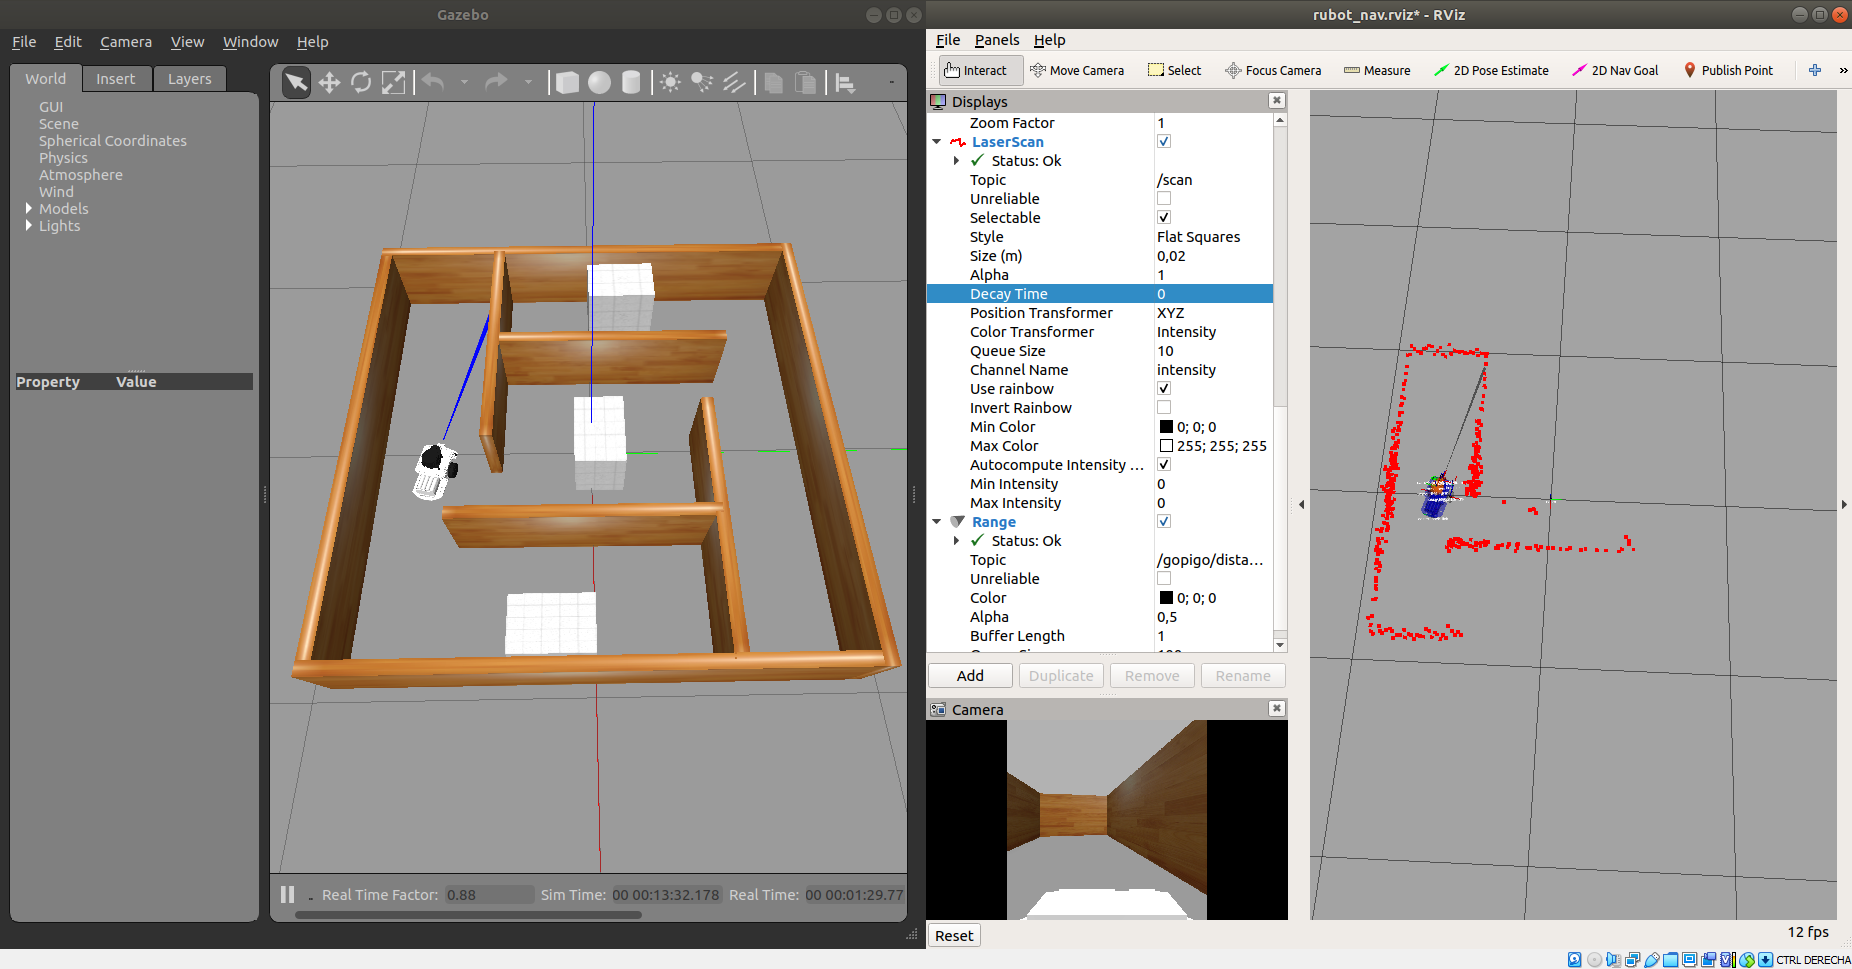 Gazebo
File Edit Camera View Window Help
World Insert Layers
GUI
Scene
Spherical Coordinates
Physics
Atmosphere
Wind
Models
Lights
Property Value
Real Time Factor: 0.88 Sim Time: 00 00:13:32.178 Real Time: 00 00:01:29.77
rubot_nav.rviz* - RViz
File Panels Help
Interact Move Camera Select Focus Camera Measure 2D Pose Estimate 2D Nav Goal Publish Point »
Displays
Zoom Factor 1
LaserScan
Status: Ok
Topic /scan
Unreliable
Selectable
Style Flat Squares
Size (m) 0,02
Alpha 1
Decay Time 0
Position Transformer XYZ
Color Transformer Intensity
Queue Size 10
Channel Name intensity
Use rainbow
Invert Rainbow
Min Color 0; 0; 0
Max Color 255; 255; 255
Autocompute Intensity ...
Min Intensity 0
Max Intensity 0
Range
Status: Ok
Topic /gopigo/dista...
Unreliable
Color 0; 0; 0
Alpha 0,5
Buffer Length 1
Add Duplicate Remove Rename
Camera
Reset
12 fps
CTRL DERECHA